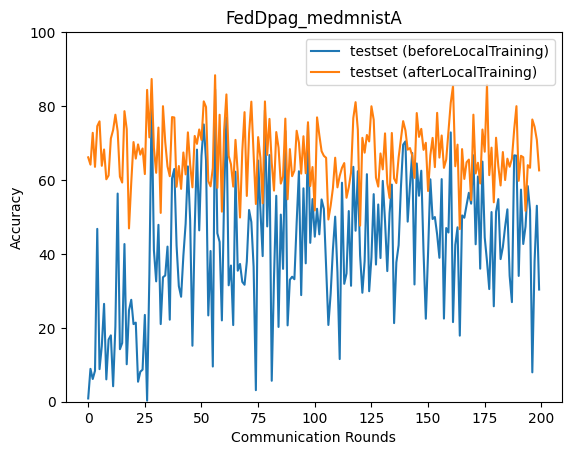 FedDpag_medmnistA
testset (beforeLocalTraining)
testset (afterLocalTraining)
Accuracy
100
80
60
40
20
0
0 25 50 75 100 125 150 175 200
Communication Rounds